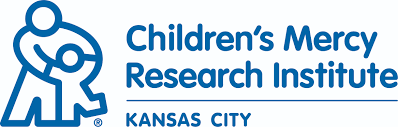 Children's Mercy
Research Institute
KANSAS CITY
®